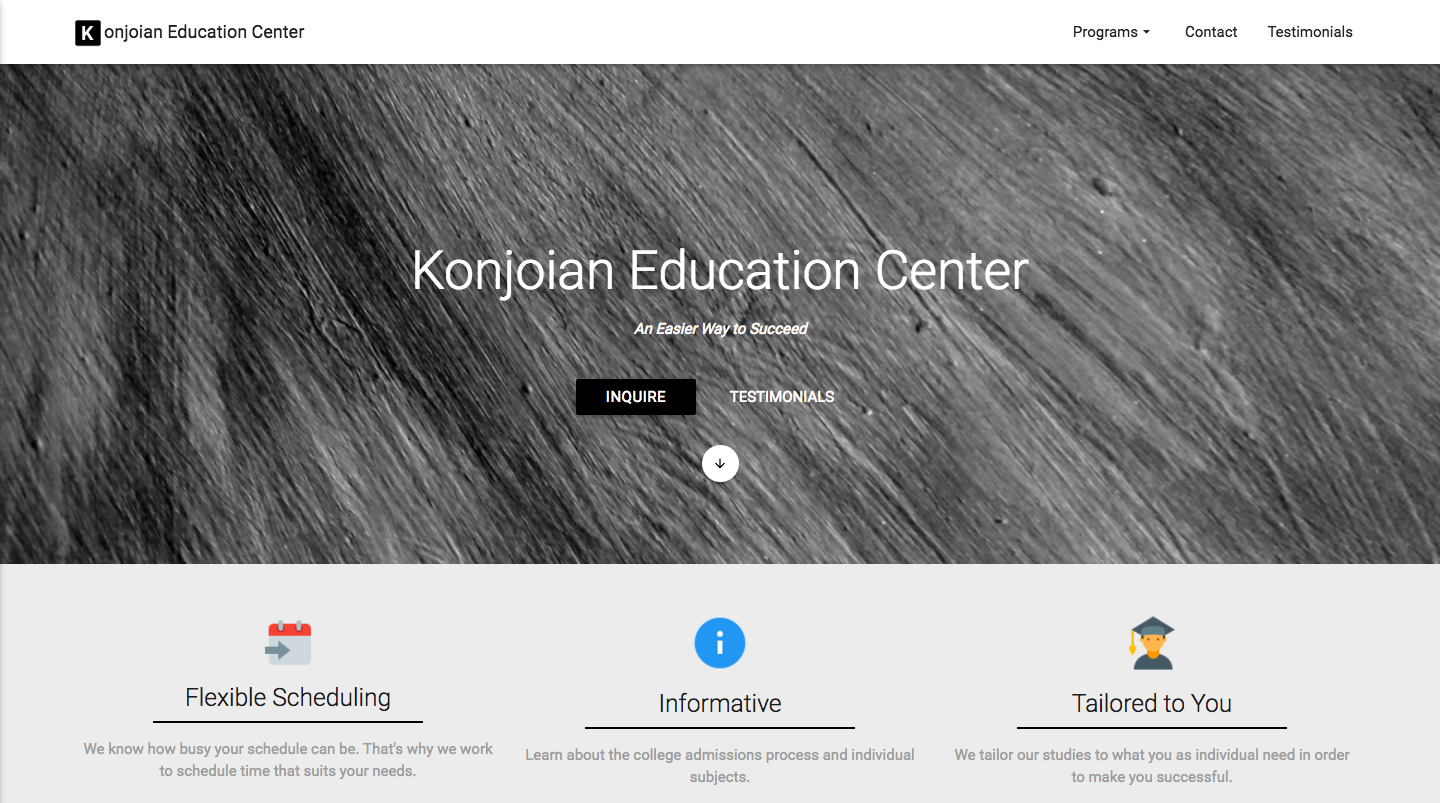 Konjoian Education Center
Programs
Contact
Testimonials
Konjoian Education Center
An Easier Way to Succeed
INQUIRE
TESTIMONIALS
Flexible Scheduling
We know how busy your schedule can be. That's why we work
to schedule time that suits your needs.
Informative
Learn about the college admissions process and individual
subjects.
Tailored to You
We tailor our studies to what you as individual need in order
to make you successful.